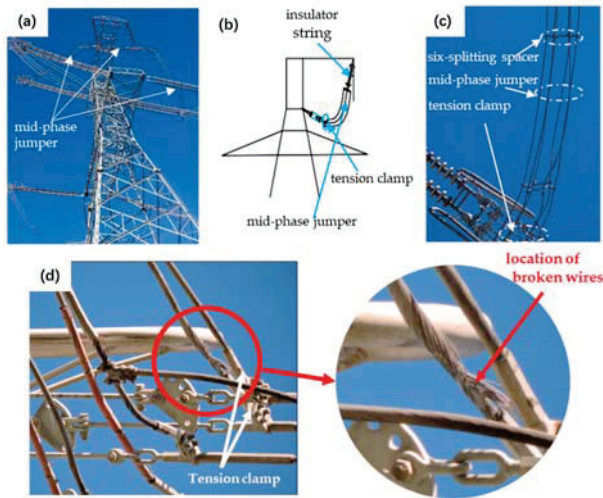 (a)
mid-phase
jumper
(b)
insulator
string
tension clamp
mid-phase jumper
(c)
six-splitting spacer
mid-phase jumper
tension clamp
(d)
Tension clamp
location of
broken wires